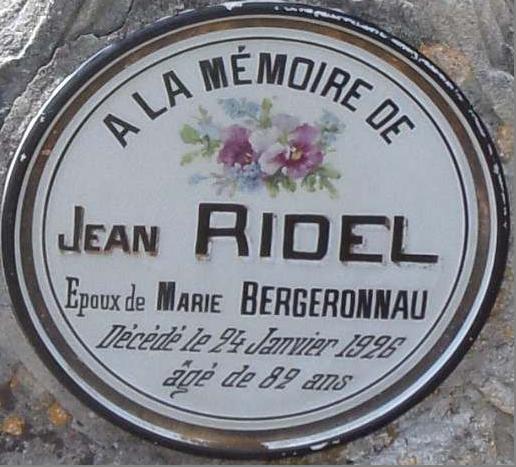 A LA MÉMOIRE DE
JEAN RIDEL
Epoux de MARIE BERGERONNAU
Décédé le 24 Janvier 1926
âgé de 82 ans